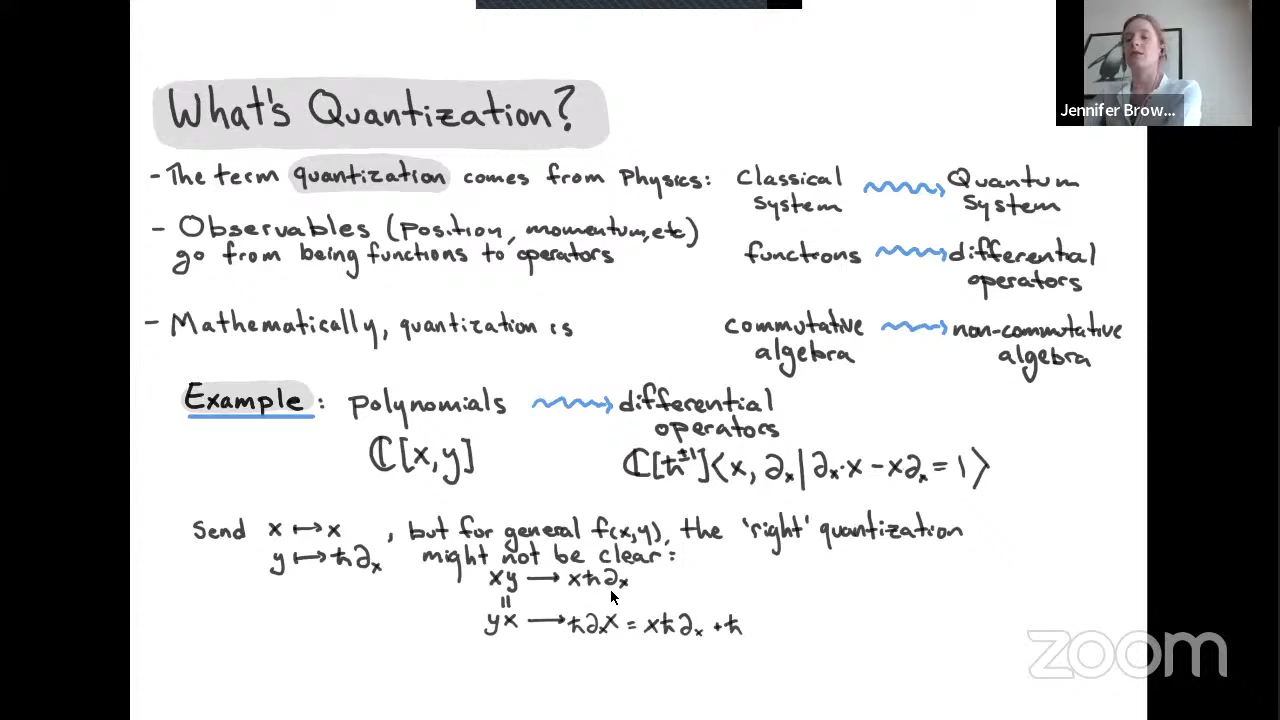 What's Quantization?
Jennifer Brow...
- The term quantization comes from Physics: Classical system Quantum system
- Observables (position, momentum, etc) go from being functions to operators
functions differential operators
- Mathematically, quantization is
commutative algebra non-commutative algebra
Example: polynomials differential operators
ℂ[x,y] ℂ[ħ^±1]⟨x, ∂ₓ | ∂ₓ·x - x∂ₓ = 1⟩
Send x ↦ x , but for general f(x,y), the 'right' quantization
y ↦ ħ∂ₓ might not be clear:
xy → xħ∂ₓ
=
yx → ħ∂ₓx = xħ∂ₓ + ħ
zoom